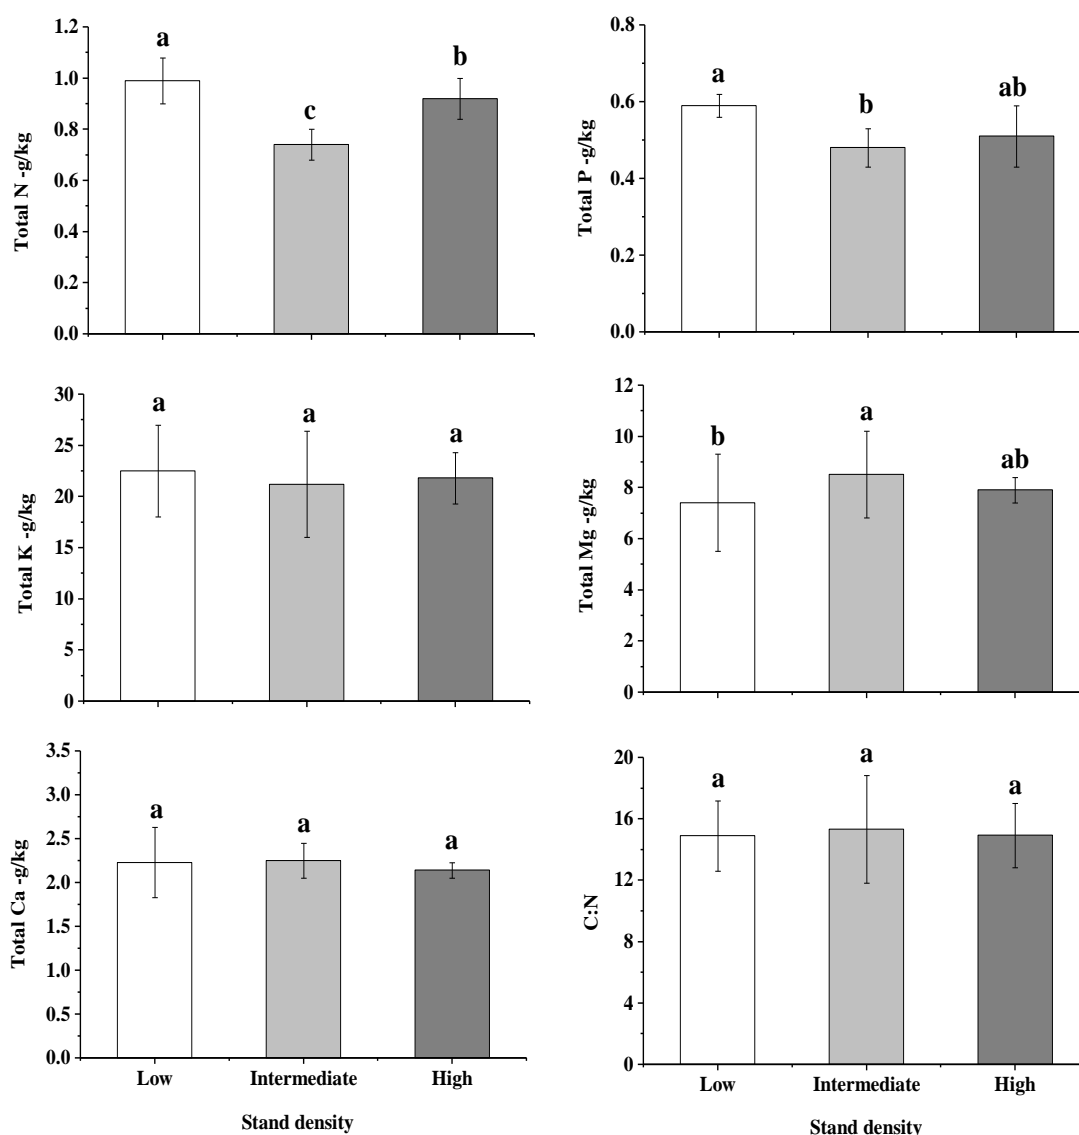 1.2
1.0
0.8
0.6
0.4
0.2
0.0
Total N -g/kg
a
c
b
0.8
0.6
0.4
0.2
0.0
Total P -g/kg
a
b
ab
30
25
20
15
10
5
0
Total K -g/kg
a
a
a
12
10
8
6
4
2
0
Total Mg -g/kg
b
a
ab
3.5
3.0
2.5
2.0
1.5
1.0
0.5
0.0
Total Ca -g/kg
a
a
a
Low Intermediate High
Stand density
20
16
12
8
4
0
C:N
a
a
a
Low Intermediate High
Stand density